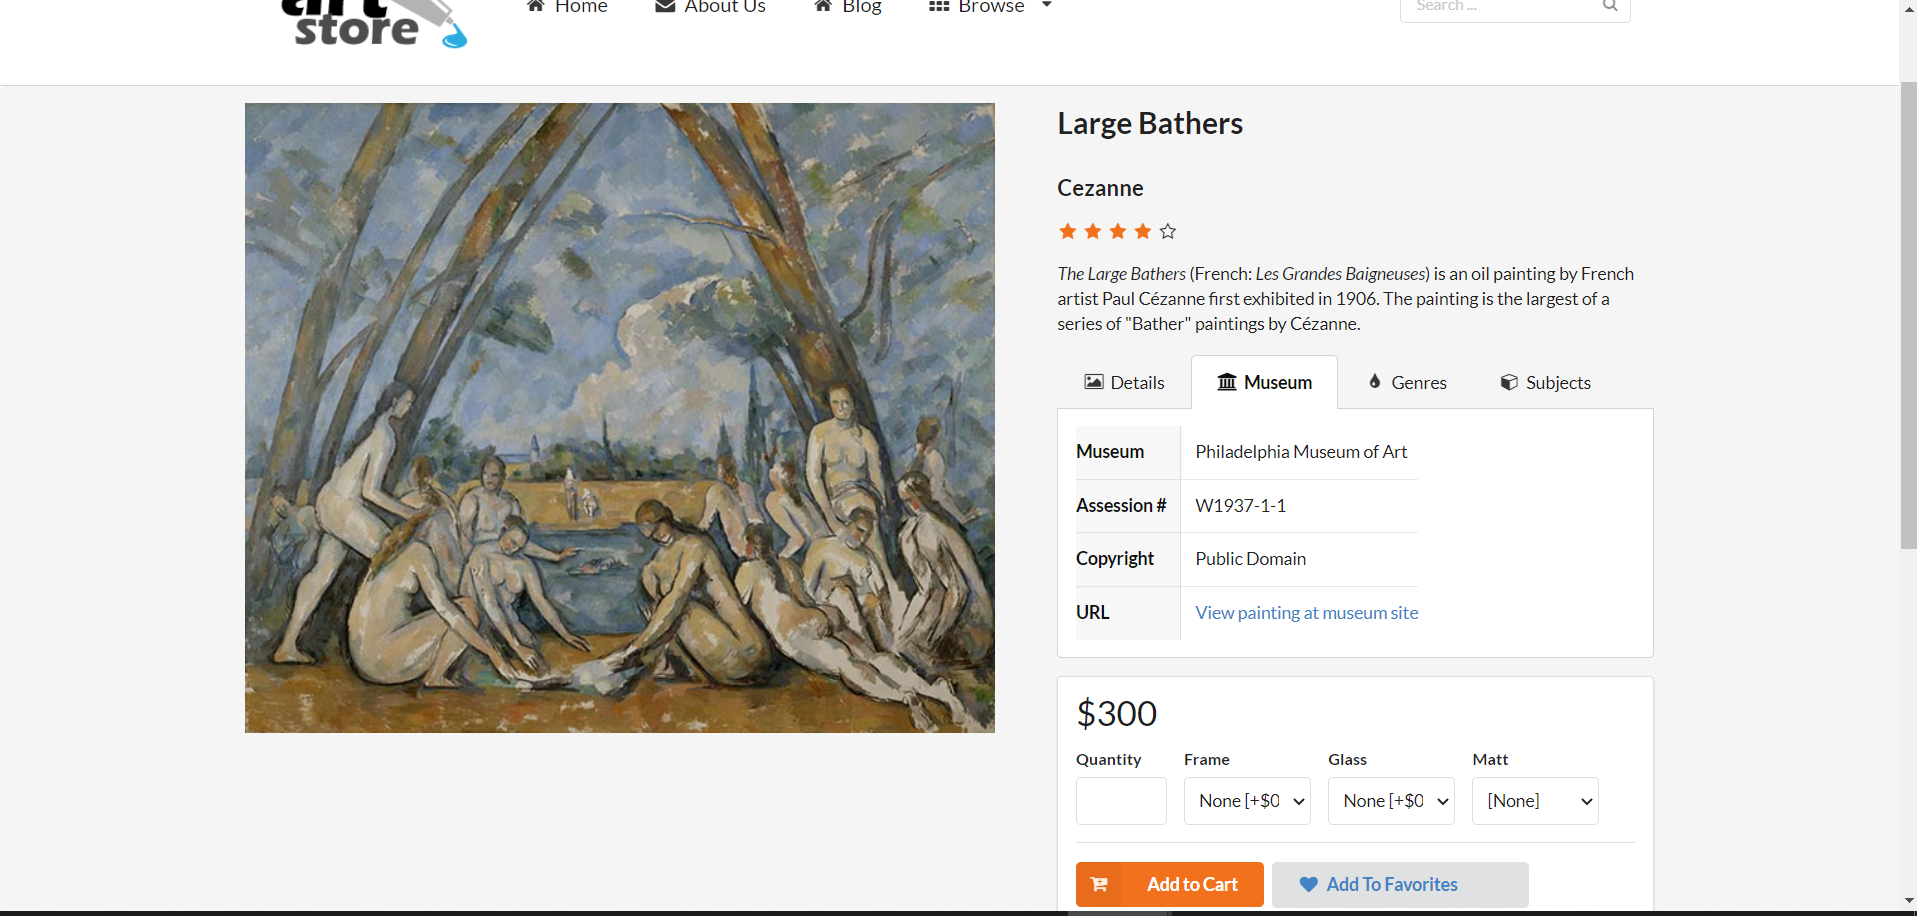 art
store
Home
About Us
Blog
Browse
Search ...
Large Bathers
Cezanne
The Large Bathers (French: Les Grandes Baigneuses) is an oil painting by French
artist Paul Cézanne first exhibited in 1906. The painting is the largest of a
series of "Bather" paintings by Cézanne.
Details
Museum
Genres
Subjects
Museum Philadelphia Museum of Art
Assession # W1937-1-1
Copyright Public Domain
URL View painting at museum site
$300
Quantity Frame Glass Matt
None [+$0 None [+$0 [None]
Add to Cart Add To Favorites